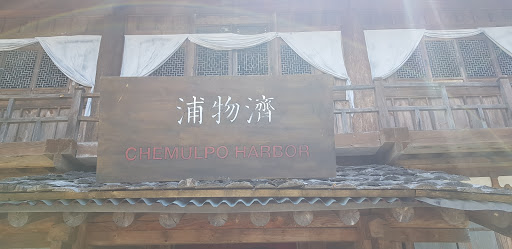 浦物濟
CHEMULPO HARBOR